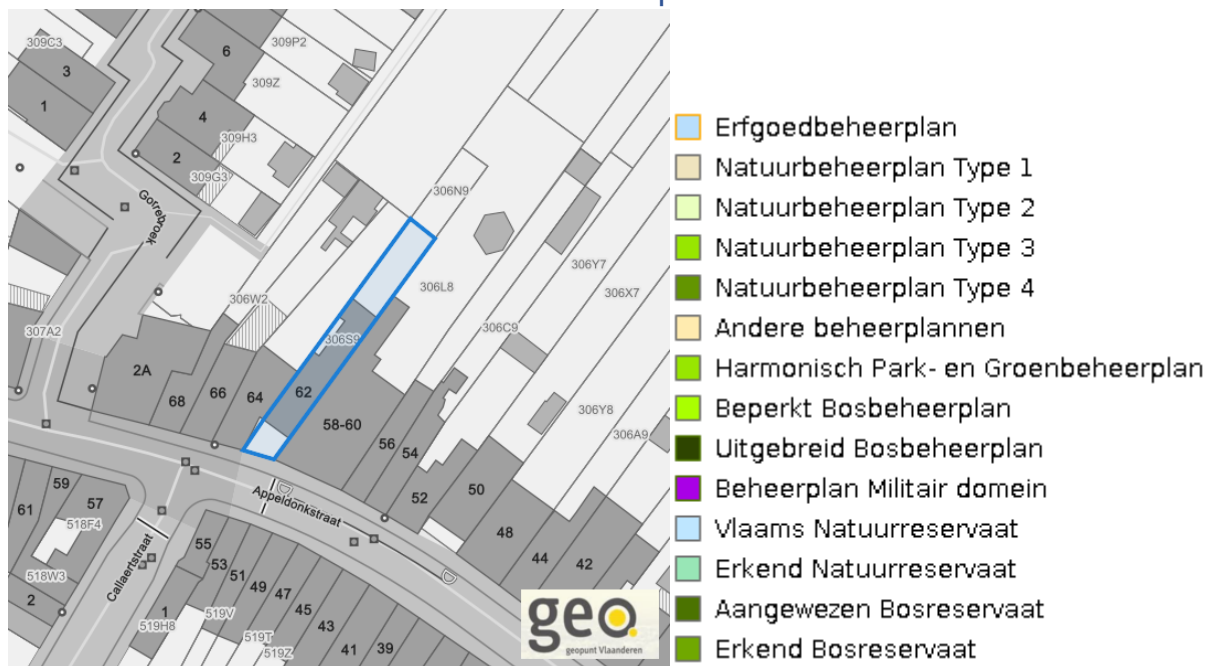 309C3
6
309P2
3
309Z
1
4
309H3
2
309G3
Gofrebroek
306N9
306Y7
306L8
306X7
306W2
307A2
306C9
306S9
2A
68
66
64
62
58-60
56
54
52
50
48
44
42
306Y8
306A9
59
57
61
518F4
518W3
2
Callaertstraat
Appeldonkstraat
55
53
51
49
47
45
43
41
39
1
519H8
519V
519T
519Z
geo
geopunt Vlaanderen
Erfgoedbeheerplan
Natuurbeheerplan Type 1
Natuurbeheerplan Type 2
Natuurbeheerplan Type 3
Natuurbeheerplan Type 4
Andere beheerplannen
Harmonisch Park- en Groenbeheerplan
Beperkt Bosbeheerplan
Uitgebreid Bosbeheerplan
Beheerplan Militair domein
Vlaams Natuurreservaat
Erkend Natuurreservaat
Aangewezen Bosreservaat
Erkend Bosreservaat